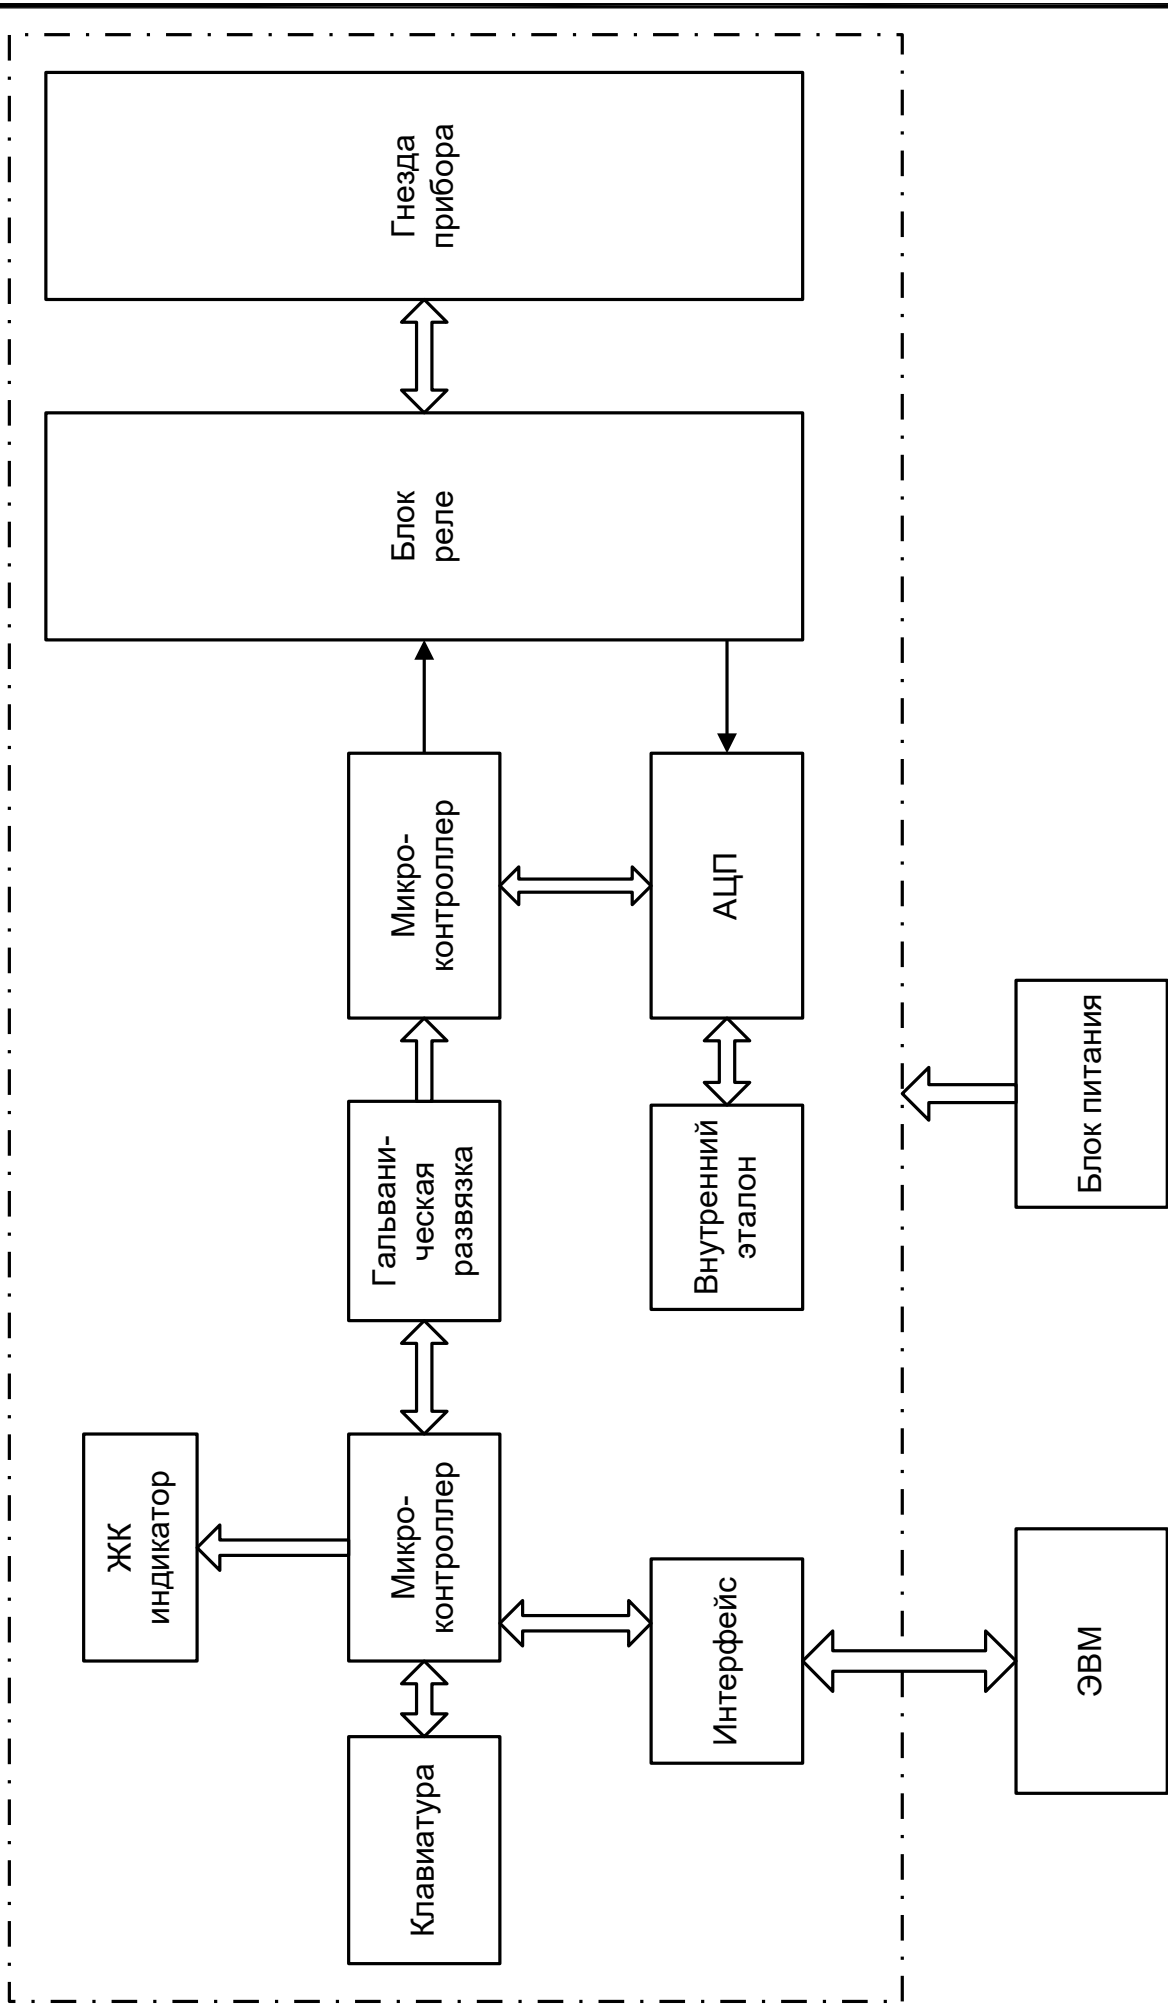 ЖК
индикатор
Клавиатура
Микро-
контроллер
Гальвани-
ческая
развязка
Микро-
контроллер
Блок
реле
Гнезда
прибора
Интерфейс
Внутренний
эталон
АЦП
ЭВМ
Блок питания